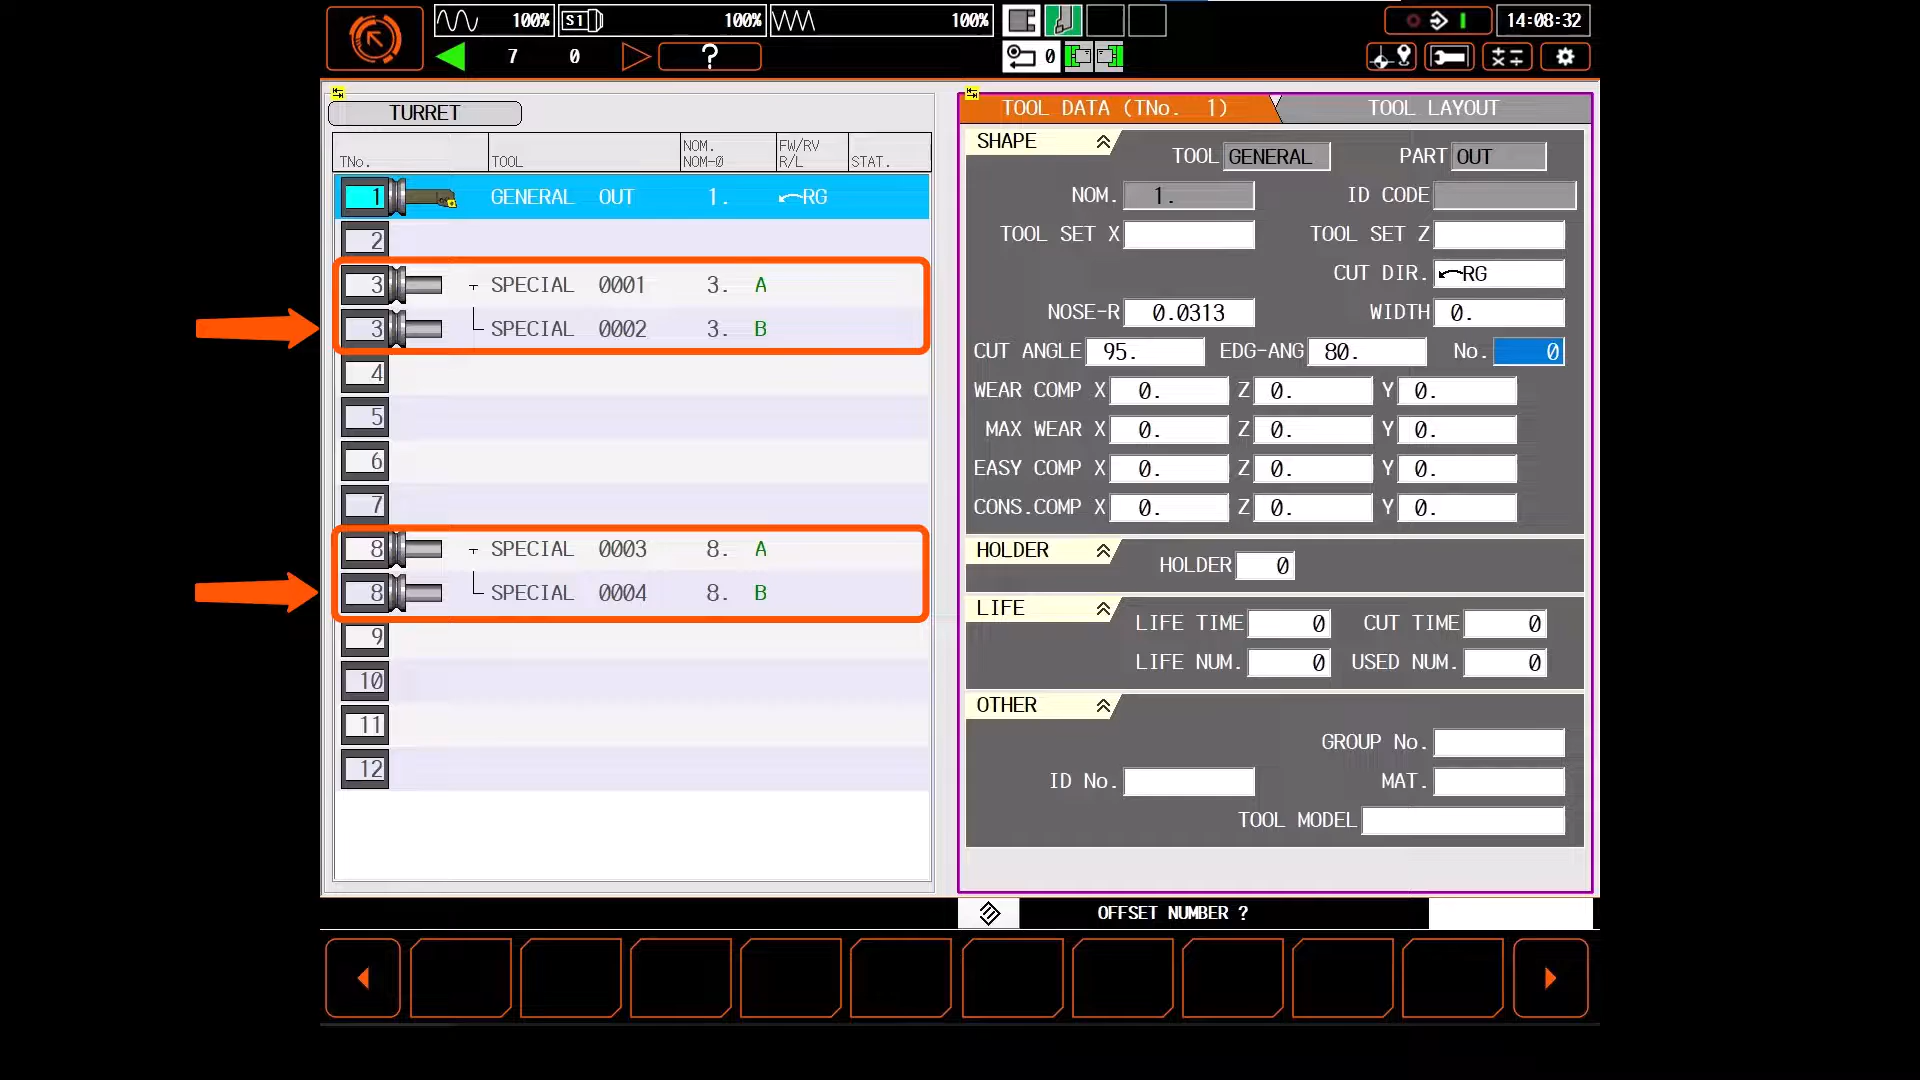 100% S1 100% 100% 14:08:32
7 0 ? 0
TURRET
TNo. TOOL NOM. NOM-Ø FW/RV R/L STAT.
1 GENERAL OUT 1. RG
2
3 SPECIAL 0001 3. A
3 SPECIAL 0002 3. B
4
5
6
7
8 SPECIAL 0003 8. A
8 SPECIAL 0004 8. B
9
10
11
12
TOOL DATA (TNo. 1) TOOL LAYOUT
SHAPE
TOOL GENERAL PART OUT
NOM. 1. ID CODE
TOOL SET X TOOL SET Z
CUT DIR. RG
NOSE-R 0.0313 WIDTH 0.
CUT ANGLE 95. EDG-ANG 80. No. 0
WEAR COMP X 0. Z 0. Y 0.
MAX WEAR X 0. Z 0. Y 0.
EASY COMP X 0. Z 0. Y 0.
CONS.COMP X 0. Z 0. Y 0.
HOLDER
HOLDER 0
LIFE
LIFE TIME 0 CUT TIME 0
LIFE NUM. 0 USED NUM. 0
OTHER
GROUP No.
ID No. MAT.
TOOL MODEL
OFFSET NUMBER ?